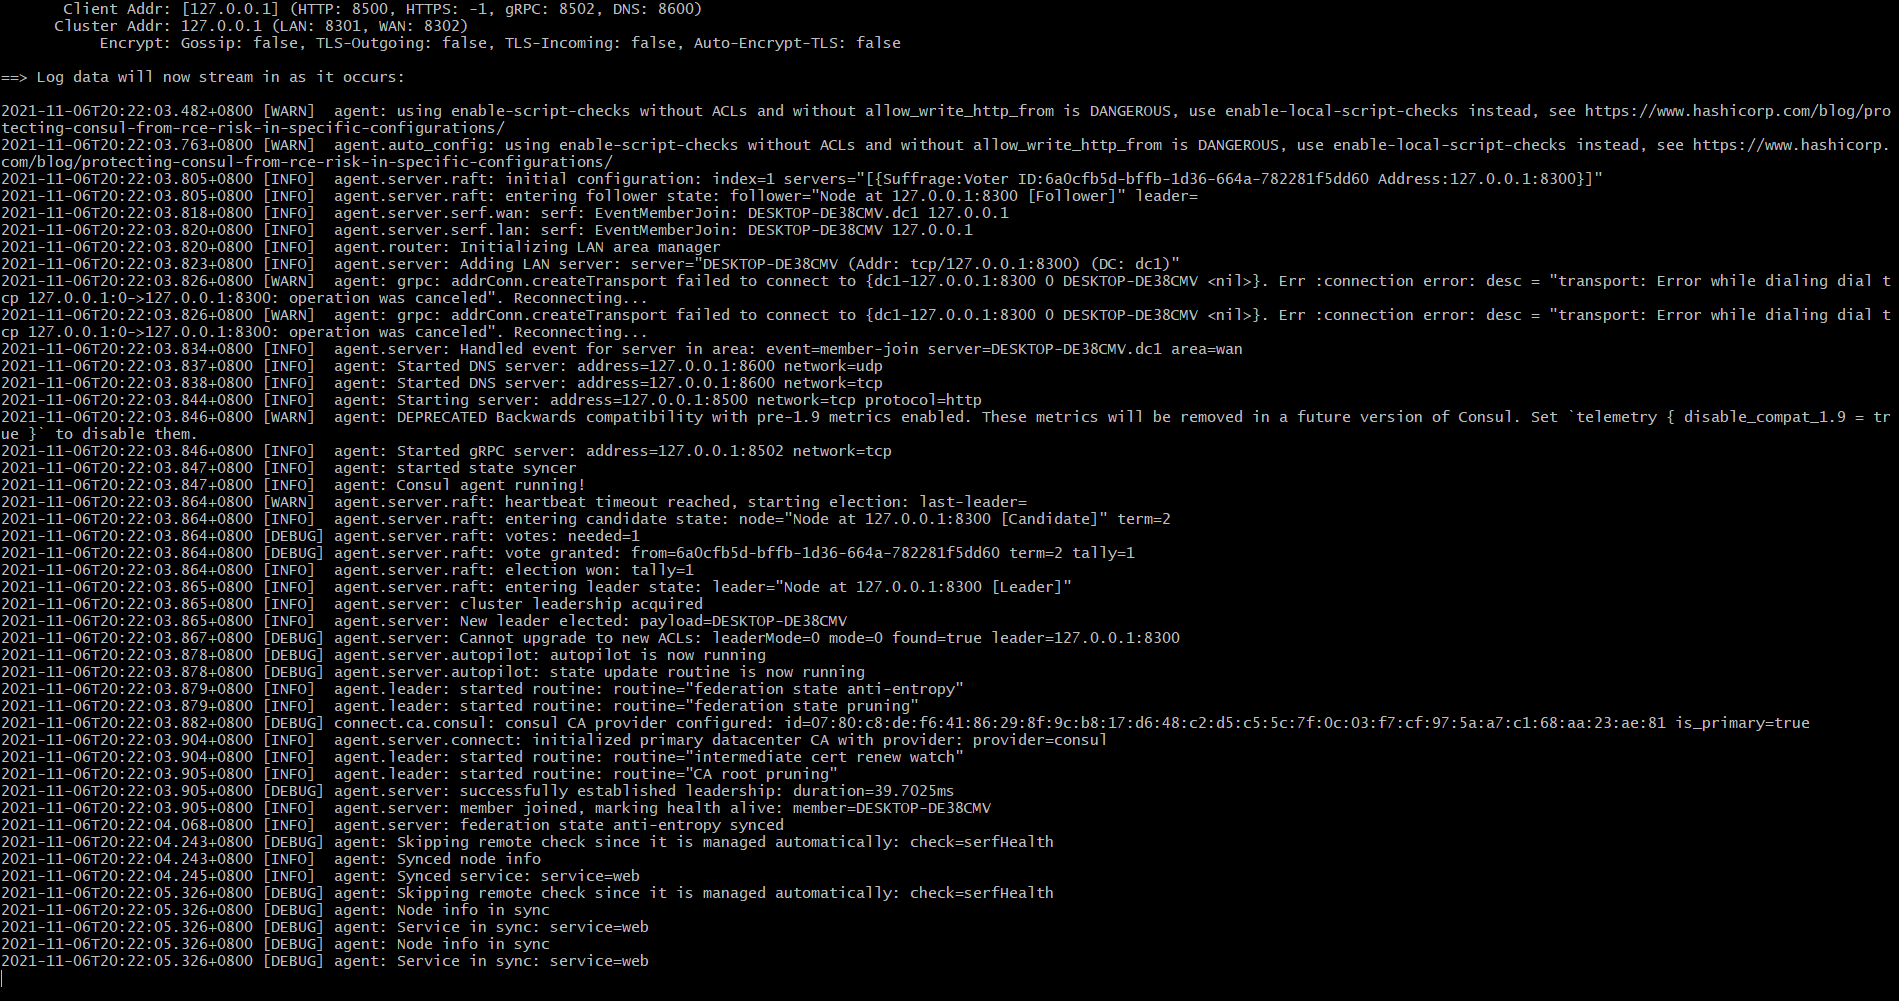 Client Addr: [127.0.0.1] (HTTP: 8500, HTTPS: -1, gRPC: 8502, DNS: 8600)
Cluster Addr: 127.0.0.1 (LAN: 8301, WAN: 8302)
Encrypt: Gossip: false, TLS-Outgoing: false, TLS-Incoming: false, Auto-Encrypt-TLS: false
==> Log data will now stream in as it occurs:
2021-11-06T20:22:03.482+0800 [WARN]  agent: using enable-script-checks without ACLs and without allow_write_http_from is DANGEROUS, use enable-local-script-checks instead, see https://www.hashicorp.com/blog/pro
tecting-consul-from-rce-risk-in-specific-configurations/
2021-11-06T20:22:03.763+0800 [WARN]  agent.auto_config: using enable-script-checks without ACLs and without allow_write_http_from is DANGEROUS, use enable-local-script-checks instead, see https://www.hashicorp.
com/blog/protecting-consul-from-rce-risk-in-specific-configurations/
2021-11-06T20:22:03.805+0800 [INFO]  agent.server.raft: initial configuration: index=1 servers="[{Suffrage:Voter ID:6a0cfb5d-bffb-1d36-664a-782281f5dd60 Address:127.0.0.1:8300}]"
2021-11-06T20:22:03.805+0800 [INFO]  agent.server.raft: entering follower state: follower="Node at 127.0.0.1:8300 [Follower]" leader=
2021-11-06T20:22:03.818+0800 [INFO]  agent.server.serf.wan: serf: EventMemberJoin: DESKTOP-DE38CMV.dc1 127.0.0.1
2021-11-06T20:22:03.820+0800 [INFO]  agent.server.serf.lan: serf: EventMemberJoin: DESKTOP-DE38CMV 127.0.0.1
2021-11-06T20:22:03.820+0800 [INFO]  agent.router: Initializing LAN area manager
2021-11-06T20:22:03.823+0800 [INFO]  agent.server: Adding LAN server: server="DESKTOP-DE38CMV (Addr: tcp/127.0.0.1:8300) (DC: dc1)"
2021-11-06T20:22:03.826+0800 [WARN]  agent: grpc: addrConn.createTransport failed to connect to {dc1-127.0.0.1:8300 0 DESKTOP-DE38CMV <nil>}. Err :connection error: desc = "transport: Error while dialing dial t
cp 127.0.0.1:0->127.0.0.1:8300: operation was canceled". Reconnecting...
2021-11-06T20:22:03.826+0800 [WARN]  agent: grpc: addrConn.createTransport failed to connect to {dc1-127.0.0.1:8300 0 DESKTOP-DE38CMV <nil>}. Err :connection error: desc = "transport: Error while dialing dial t
cp 127.0.0.1:0->127.0.0.1:8300: operation was canceled". Reconnecting...
2021-11-06T20:22:03.834+0800 [INFO]  agent.server: Handled event for server in area: event=member-join server=DESKTOP-DE38CMV.dc1 area=wan
2021-11-06T20:22:03.837+0800 [INFO]  agent: Started DNS server: address=127.0.0.1:8600 network=udp
2021-11-06T20:22:03.838+0800 [INFO]  agent: Started DNS server: address=127.0.0.1:8600 network=tcp
2021-11-06T20:22:03.844+0800 [INFO]  agent: Starting server: address=127.0.0.1:8500 network=tcp protocol=http
2021-11-06T20:22:03.846+0800 [WARN]  agent: DEPRECATED Backwards compatibility with pre-1.9 metrics enabled. These metrics will be removed in a future version of Consul. Set `telemetry { disable_compat_1.9 = tr
ue }` to disable them.
2021-11-06T20:22:03.846+0800 [INFO]  agent: Started gRPC server: address=127.0.0.1:8502 network=tcp
2021-11-06T20:22:03.847+0800 [INFO]  agent: started state syncer
2021-11-06T20:22:03.847+0800 [INFO]  agent: Consul agent running!
2021-11-06T20:22:03.864+0800 [WARN]  agent.server.raft: heartbeat timeout reached, starting election: last-leader=
2021-11-06T20:22:03.864+0800 [INFO]  agent.server.raft: entering candidate state: node="Node at 127.0.0.1:8300 [Candidate]" term=2
2021-11-06T20:22:03.864+0800 [DEBUG] agent.server.raft: votes: needed=1
2021-11-06T20:22:03.864+0800 [DEBUG] agent.server.raft: vote granted: from=6a0cfb5d-bffb-1d36-664a-782281f5dd60 term=2 tally=1
2021-11-06T20:22:03.864+0800 [INFO]  agent.server.raft: election won: tally=1
2021-11-06T20:22:03.865+0800 [INFO]  agent.server.raft: entering leader state: leader="Node at 127.0.0.1:8300 [Leader]"
2021-11-06T20:22:03.865+0800 [INFO]  agent.server: cluster leadership acquired
2021-11-06T20:22:03.865+0800 [INFO]  agent.server: New leader elected: payload=DESKTOP-DE38CMV
2021-11-06T20:22:03.867+0800 [DEBUG] agent.server: Cannot upgrade to new ACLs: leaderMode=0 mode=0 found=true leader=127.0.0.1:8300
2021-11-06T20:22:03.878+0800 [DEBUG] agent.server.autopilot: autopilot is now running
2021-11-06T20:22:03.878+0800 [DEBUG] agent.server.autopilot: state update routine is now running
2021-11-06T20:22:03.879+0800 [INFO]  agent.leader: started routine: routine="federation state anti-entropy"
2021-11-06T20:22:03.879+0800 [INFO]  agent.leader: started routine: routine="federation state pruning"
2021-11-06T20:22:03.882+0800 [DEBUG] connect.ca.consul: consul CA provider configured: id=07:80:c8:de:f6:41:86:29:8f:9c:b8:17:d6:48:c2:d5:c5:5c:7f:0c:03:f7:cf:97:5a:a7:c1:68:aa:23:ae:81 is_primary=true
2021-11-06T20:22:03.904+0800 [INFO]  agent.server.connect: initialized primary datacenter CA with provider: provider=consul
2021-11-06T20:22:03.904+0800 [INFO]  agent.leader: started routine: routine="intermediate cert renew watch"
2021-11-06T20:22:03.905+0800 [INFO]  agent.leader: started routine: routine="CA root pruning"
2021-11-06T20:22:03.905+0800 [DEBUG] agent.server: successfully established leadership: duration=39.7025ms
2021-11-06T20:22:03.905+0800 [INFO]  agent.server: member joined, marking health alive: member=DESKTOP-DE38CMV
2021-11-06T20:22:04.068+0800 [INFO]  agent.server: federation state anti-entropy synced
2021-11-06T20:22:04.243+0800 [DEBUG] agent: Skipping remote check since it is managed automatically: check=serfHealth
2021-11-06T20:22:04.243+0800 [INFO]  agent: Synced node info
2021-11-06T20:22:04.245+0800 [INFO]  agent: Synced service: service=web
2021-11-06T20:22:05.326+0800 [DEBUG] agent: Skipping remote check since it is managed automatically: check=serfHealth
2021-11-06T20:22:05.326+0800 [DEBUG] agent: Node info in sync
2021-11-06T20:22:05.326+0800 [DEBUG] agent: Service in sync: service=web
2021-11-06T20:22:05.326+0800 [DEBUG] agent: Node info in sync
2021-11-06T20:22:05.326+0800 [DEBUG] agent: Service in sync: service=web